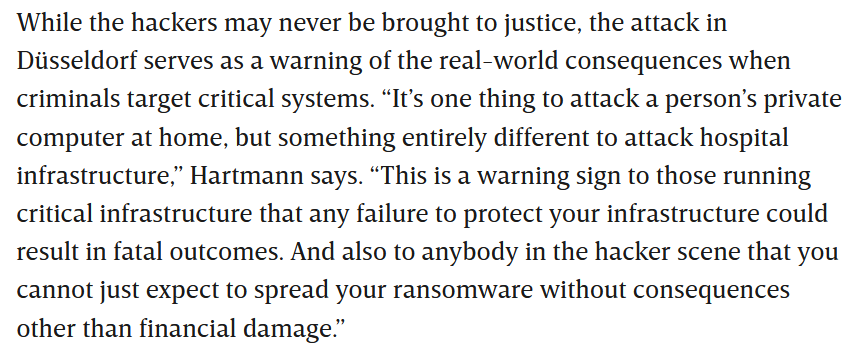 While the hackers may never be brought to justice, the attack in
Düsseldorf serves as a warning of the real-world consequences when
criminals target critical systems. “It’s one thing to attack a person’s private
computer at home, but something entirely different to attack hospital
infrastructure,” Hartmann says. “This is a warning sign to those running
critical infrastructure that any failure to protect your infrastructure could
result in fatal outcomes. And also to anybody in the hacker scene that you
cannot just expect to spread your ransomware without consequences
other than financial damage.”